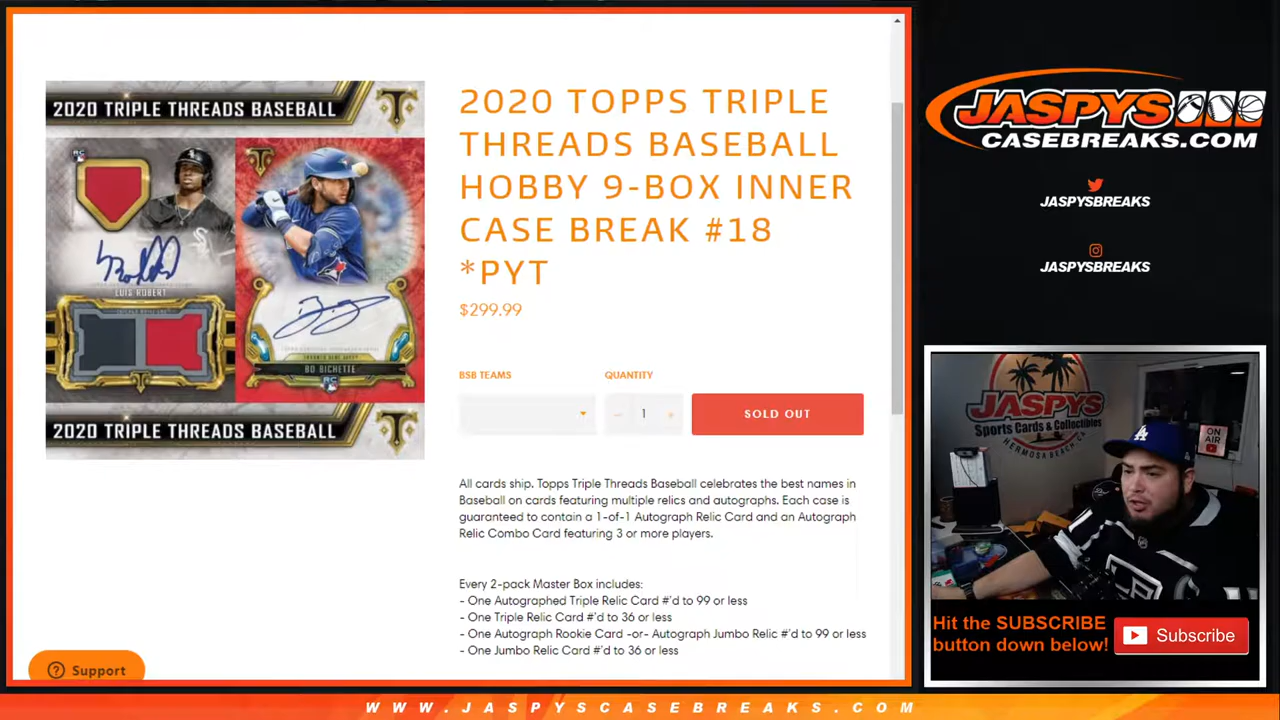 2020 TRIPLE THREADS BASEBALL
RC
LUIS ROBERT
BO BICHETTE
RC
2020 TRIPLE THREADS BASEBALL
2020 TOPPS TRIPLE
THREADS BASEBALL
HOBBY 9-BOX INNER
CASE BREAK #18
*PYT
$299.99
BSB TEAMS
QUANTITY
- 1 +
SOLD OUT
All cards ship. Topps Triple Threads Baseball celebrates the best names in
Baseball on cards featuring multiple relics and autographs. Each case is
guaranteed to contain a 1-of-1 Autograph Relic Card and an Autograph
Relic Combo Card featuring 3 or more players.
Every 2-pack Master Box includes:
- One Autographed Triple Relic Card #'d to 99 or less
- One Triple Relic Card #'d to 36 or less
- One Autograph Rookie Card -or- Autograph Jumbo Relic #'d to 99 or less
- One Jumbo Relic Card #'d to 36 or less
? Support
JASPYS
CASEBREAKS.COM
JASPYSBREAKS
JASPYSBREAKS
JASPYS
Sports Cards & Collectibles
HERMOSA BEACH, CA
ON
AIR
LA
Hit the SUBSCRIBE
button down below!
Subscribe
WWW.JASPYSCASEBREAKS.COM